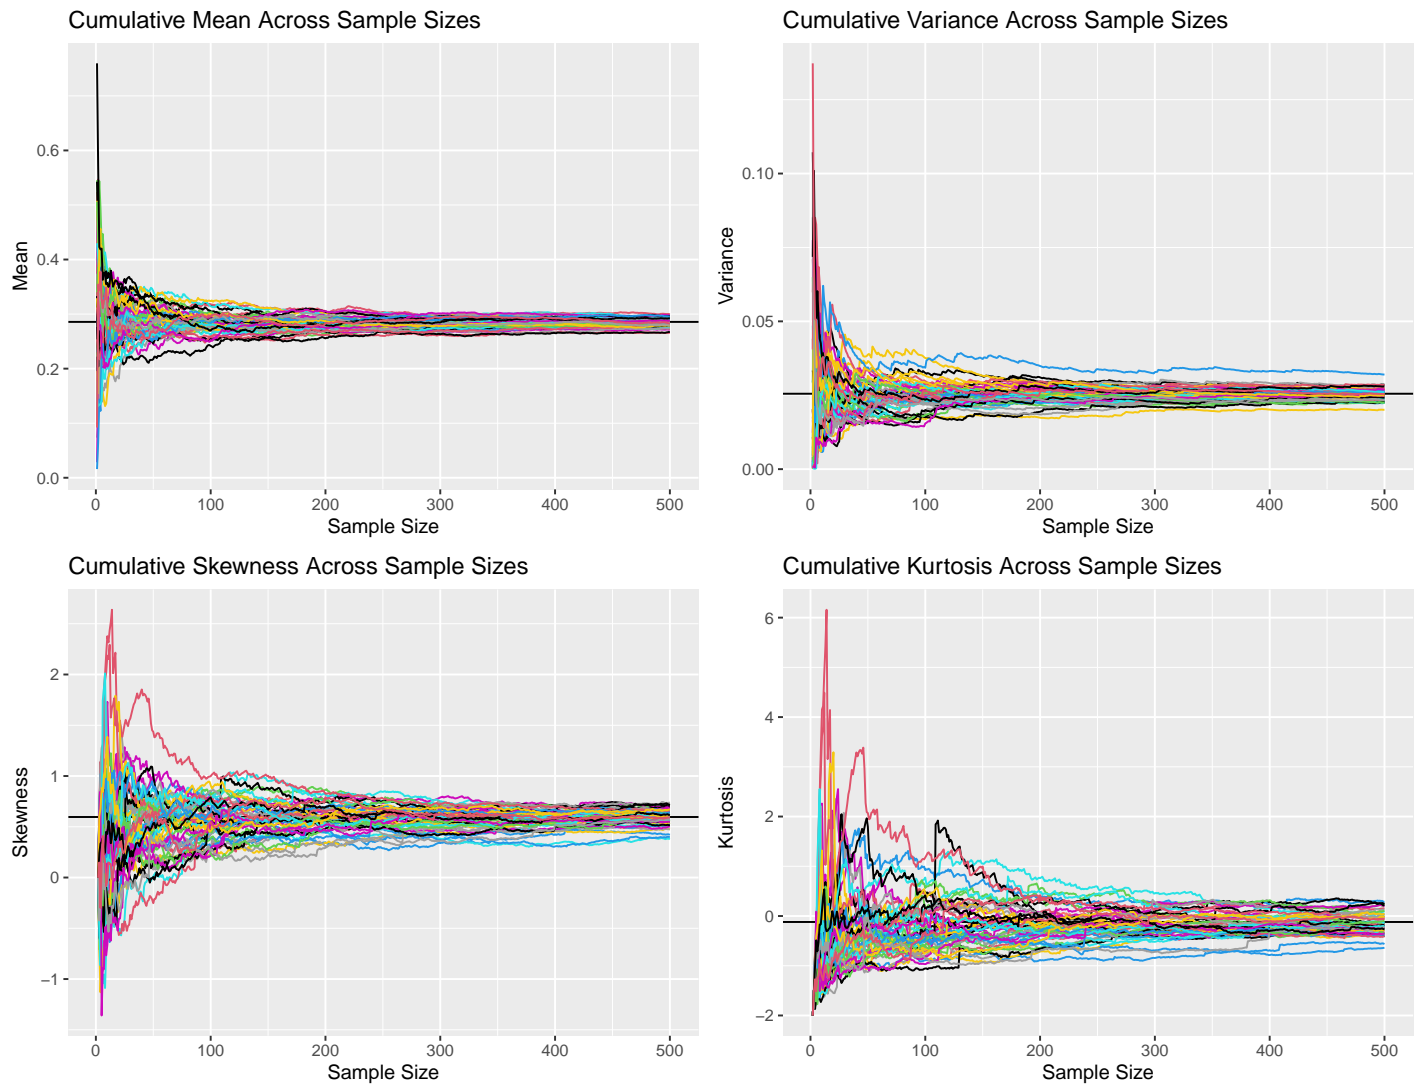 Cumulative Mean Across Sample Sizes
Mean
0.6
0.4
0.2
0.0
0 100 200 300 400 500
Sample Size
Cumulative Variance Across Sample Sizes
Variance
0.10
0.05
0.00
0 100 200 300 400 500
Sample Size
Cumulative Skewness Across Sample Sizes
Skewness
2
1
0
−1
0 100 200 300 400 500
Sample Size
Cumulative Kurtosis Across Sample Sizes
Kurtosis
6
4
2
0
−2
0 100 200 300 400 500
Sample Size